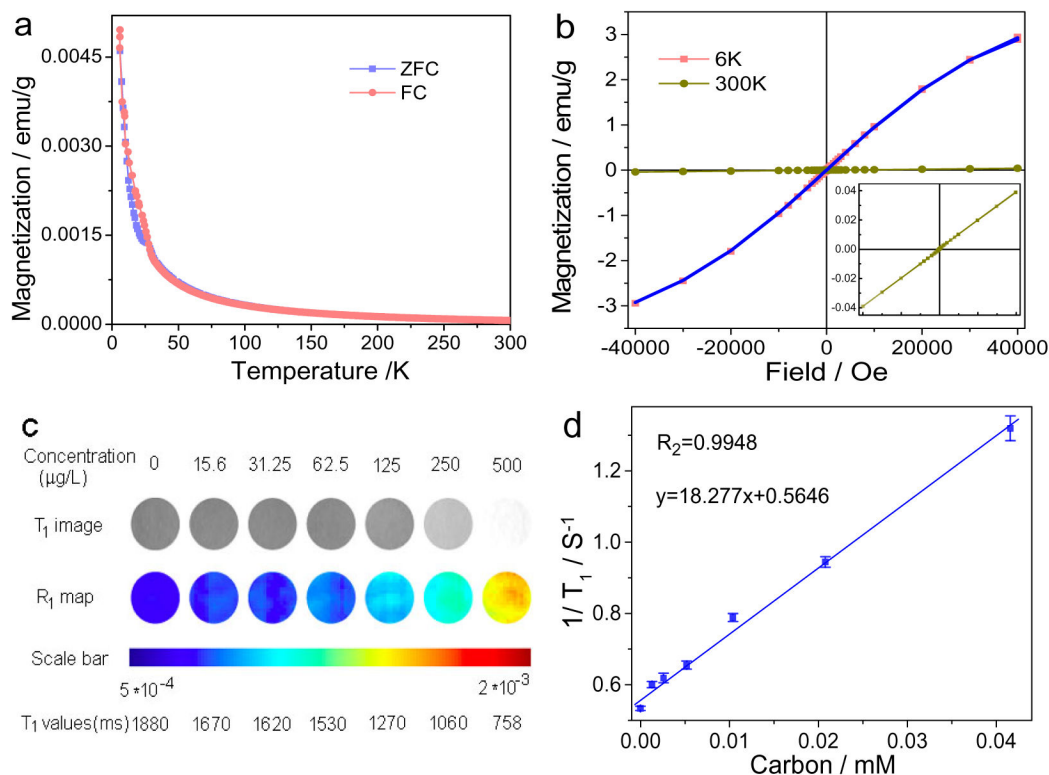 a
0.0045
0.0030
0.0015
0.0000
Magnetization / emu/g
ZFC
FC
0 50 100 150 200 250 300
Temperature /K
b
3
2
1
0
-1
-2
-3
Magnetization / emu/g
6K
300K
0.04
0.02
0.00
-0.02
-0.04
-40000 -20000 0 20000 40000
Field / Oe
c
Concentration 0 15.6 31.25 62.5 125 250 500
(µg/L)
T1 image
R1 map
Scale bar
5*10-4 2*10-3
T1 values(ms) 1880 1670 1620 1530 1270 1060 758
d
R2=0.9948
y=18.277x+0.5646
1.2
1.0
0.8
0.6
1/ T1 / S-1
0.00 0.01 0.02 0.03 0.04
Carbon / mM